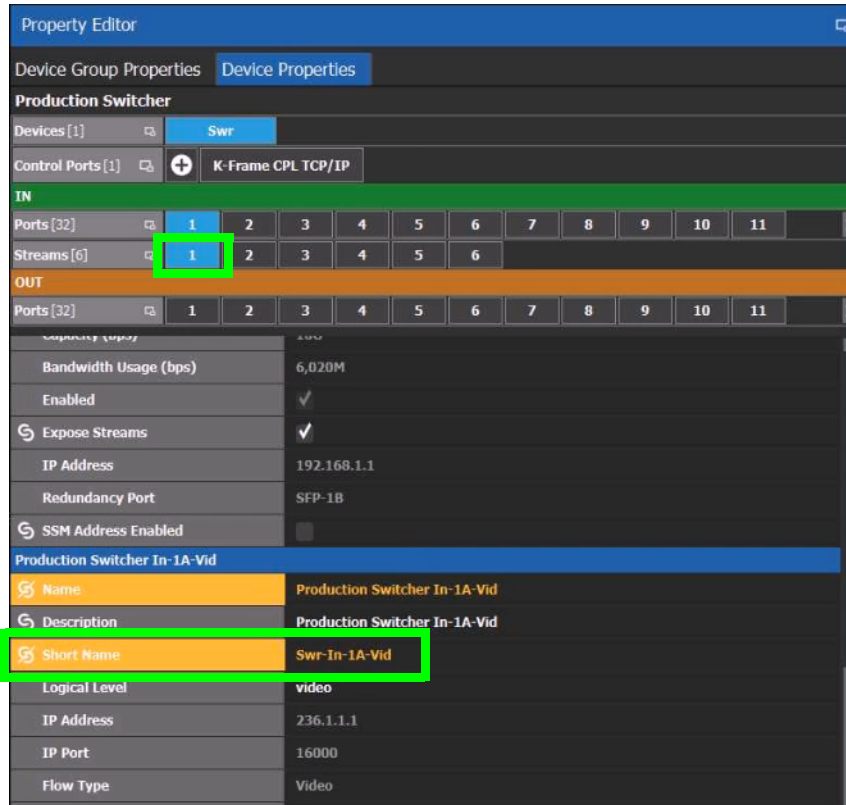 Property Editor
Device Group Properties Device Properties
Production Switcher
Devices [1] Swr
Control Ports [1] K-Frame CPL TCP/IP
IN
Ports [32] 1 2 3 4 5 6 7 8 9 10 11
Streams [6] 1 2 3 4 5 6
OUT
Ports [32] 1 2 3 4 5 6 7 8 9 10 11
Capacity (bps)
Bandwidth Usage (bps) 6,020M
Enabled
Expose Streams
IP Address 192.168.1.1
Redundancy Port SFP-1B
SSM Address Enabled
Production Switcher In-1A-Vid
Name Production Switcher In-1A-Vid
Description Production Switcher In-1A-Vid
Short Name Swr-In-1A-Vid
Logical Level video
IP Address 236.1.1.1
IP Port 16000
Flow Type Video